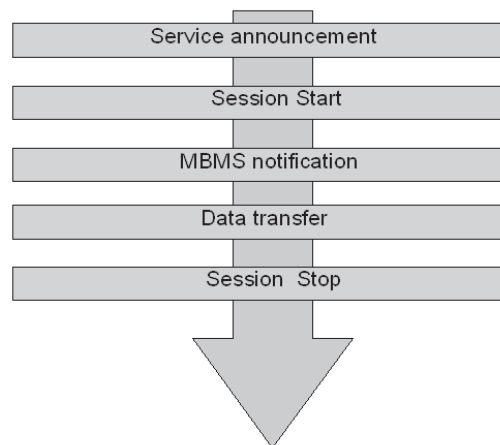 Service announcement
Session Start
MBMS notification
Data transfer
Session Stop